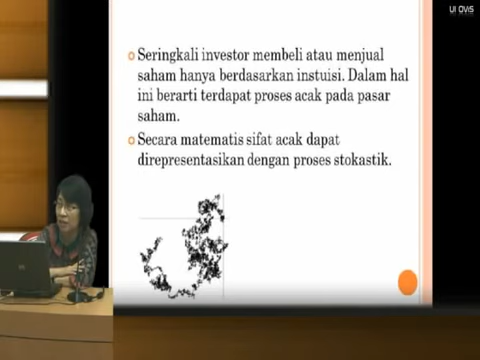 UI OVIS
Seringkali investor membeli atau menjual
saham hanya berdasarkan instuisi. Dalam hal
ini berarti terdapat proses acak pada pasar
saham.
Secara matematis sifat acak dapat
direpresentasikan dengan proses stokastik.